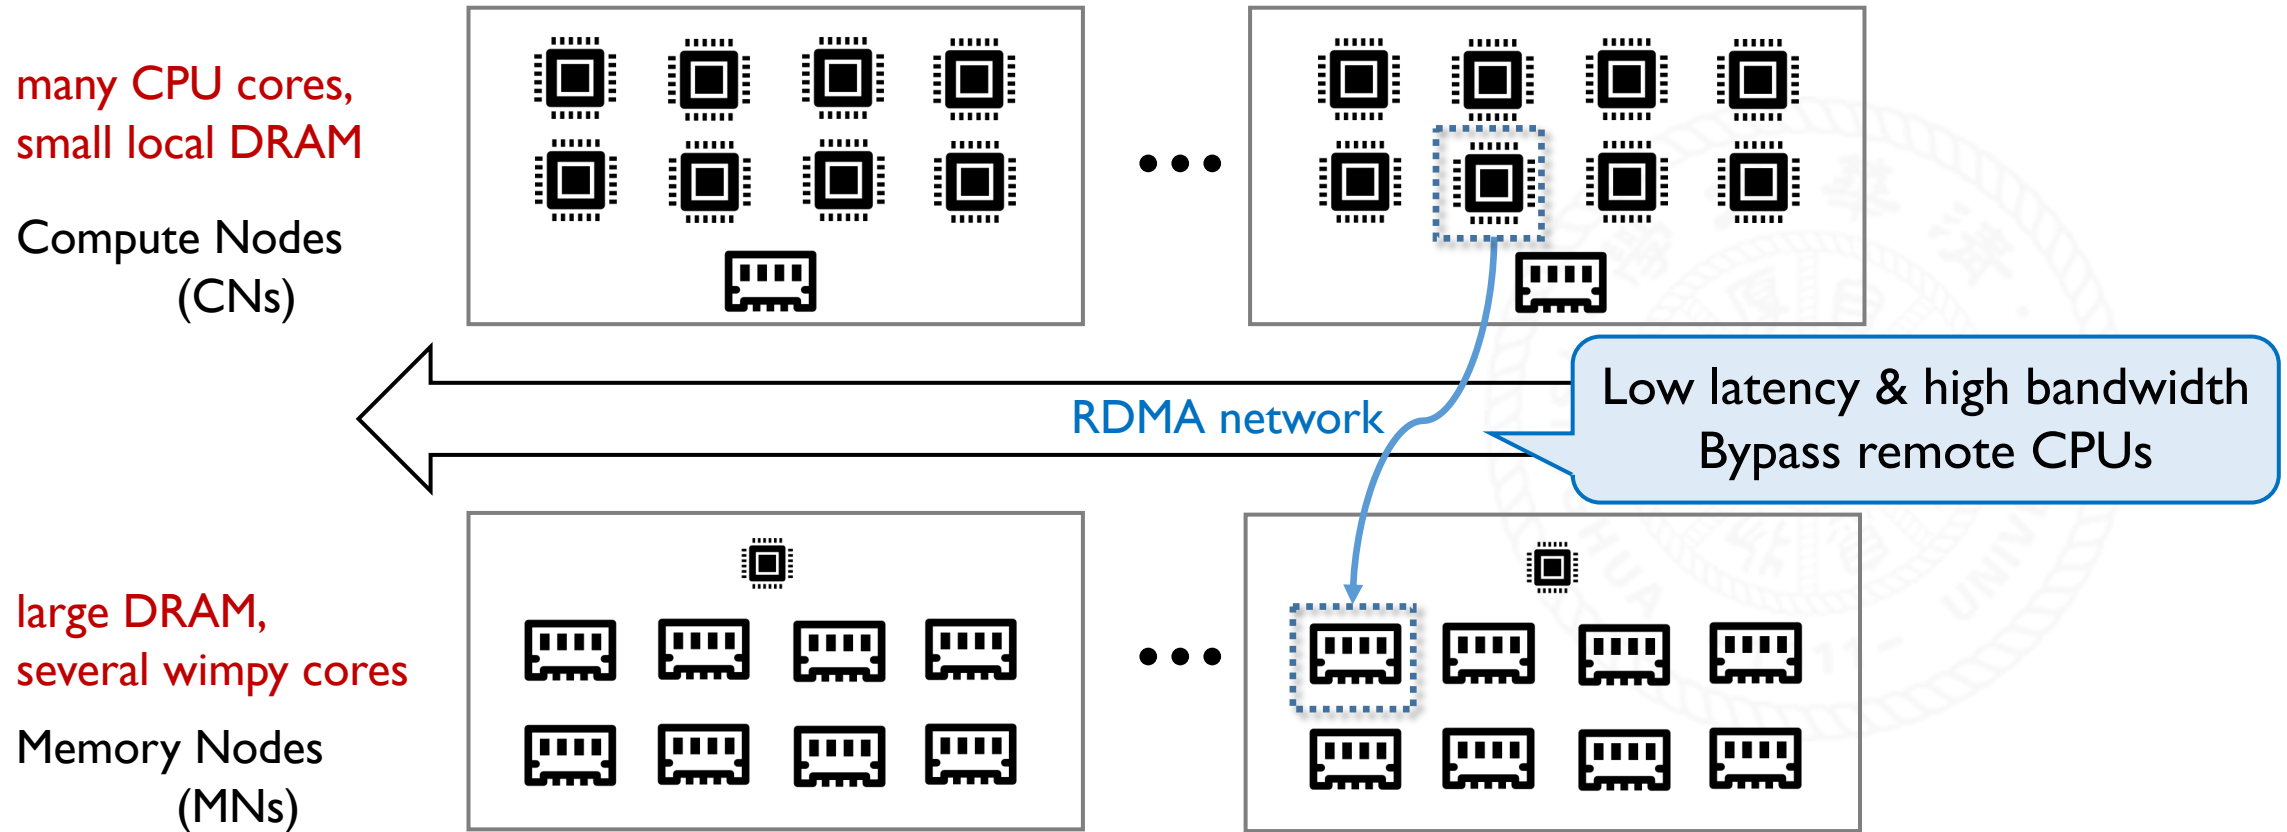 many CPU cores,
small local DRAM
Compute Nodes
(CNs)
RDMA network
Low latency & high bandwidth
Bypass remote CPUs
large DRAM,
several wimpy cores
Memory Nodes
(MNs)